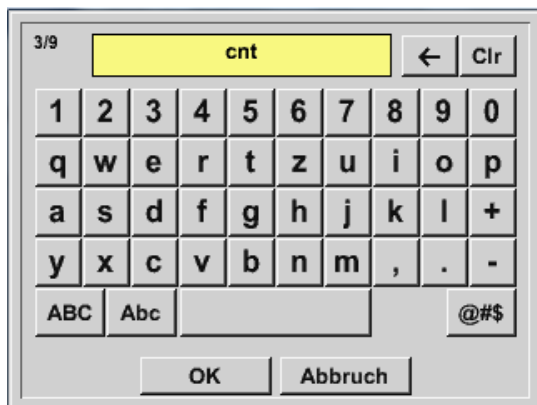 3/9 cnt ← Clr
1 2 3 4 5 6 7 8 9 0
q w e r t z u i o p
a s d f g h j k l +
y x c v b n m , . -
ABC Abc @#$
OK Abbruch